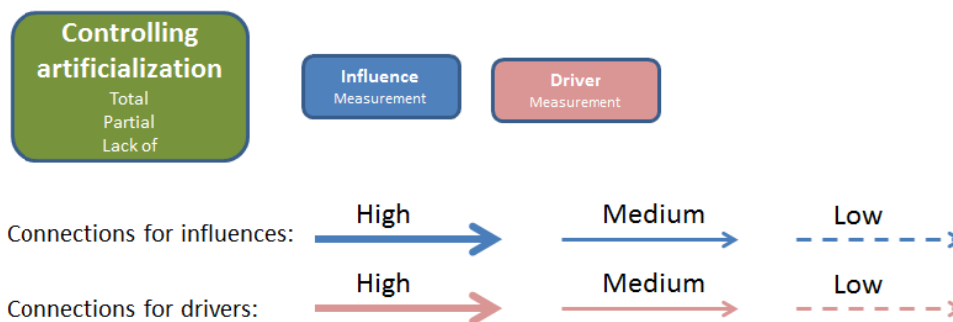 Controlling
artificialization
Total
Partial
Lack of
Influence
Measurement
Driver
Measurement
Connections for influences:
High
Medium
Low
Connections for drivers:
High
Medium
Low